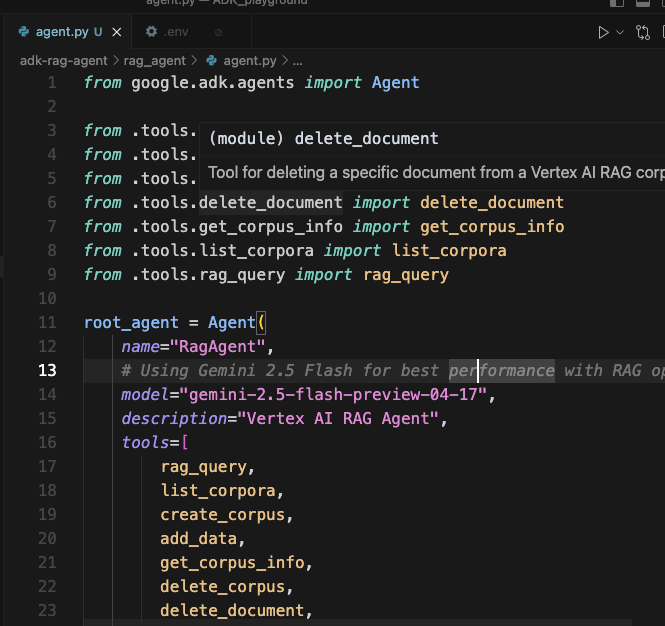 agent.py — ADK_playground
agent.py U
.env
adk-rag-agent > rag_agent > agent.py > ...
1 from google.adk.agents import Agent
2
3 from .tools.
(module) delete_document
4 from .tools.
5 from .tools.
Tool for deleting a specific document from a Vertex AI RAG corp
6 from .tools.delete_document import delete_document
7 from .tools.get_corpus_info import get_corpus_info
8 from .tools.list_corpora import list_corpora
9 from .tools.rag_query import rag_query
10
11 root_agent = Agent(
12 name="RagAgent",
13 # Using Gemini 2.5 Flash for best performance with RAG op
14 model="gemini-2.5-flash-preview-04-17",
15 description="Vertex AI RAG Agent",
16 tools=[
17 rag_query,
18 list_corpora,
19 create_corpus,
20 add_data,
21 get_corpus_info,
22 delete_corpus,
23 delete_document,